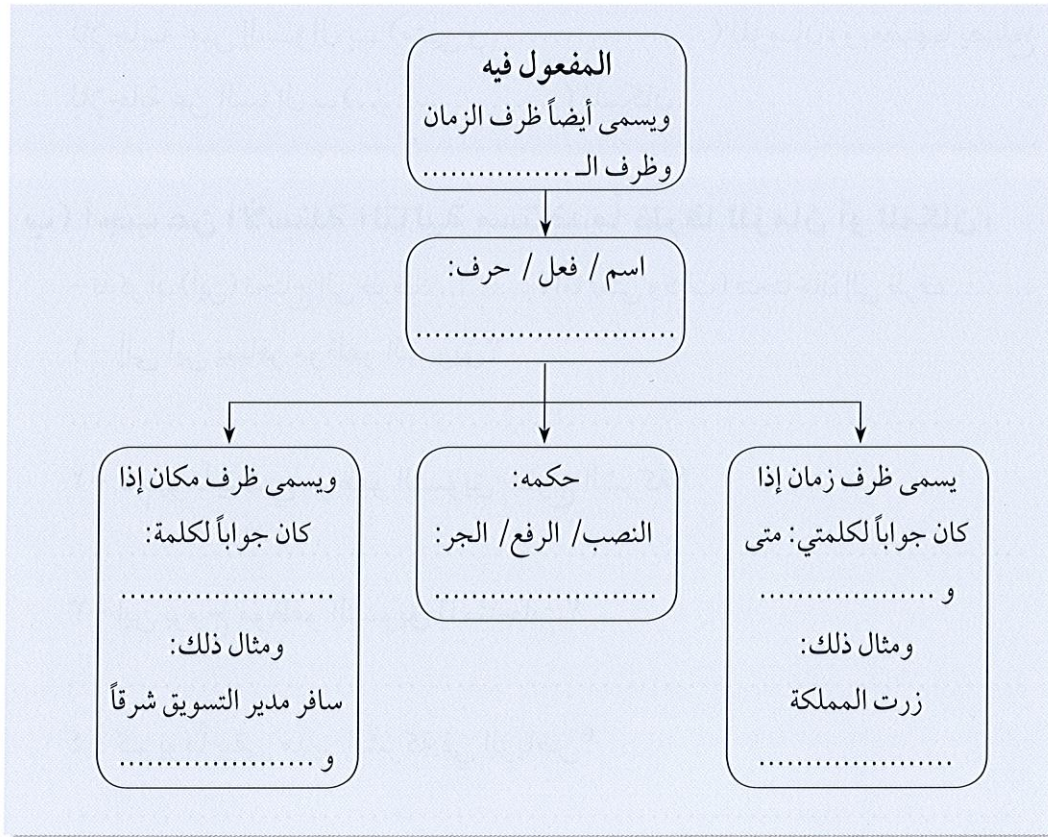 المفعول فيه
ويسمى أيضاً ظرف الزمان
وظرف الـ ................
اسم / فعل / حرف:
............................
يسمى ظرف زمان إذا
كان جواباً لكلمتي: متى
و ...................
ومثال ذلك:
زرت المملكة
.....................
حكمه:
النصب/ الرفع/ الجر:
........................
ويسمى ظرف مكان إذا
كان جواباً لكلمة:
.......................
ومثال ذلك:
سافر مدير التسويق شرقاً
و .....................